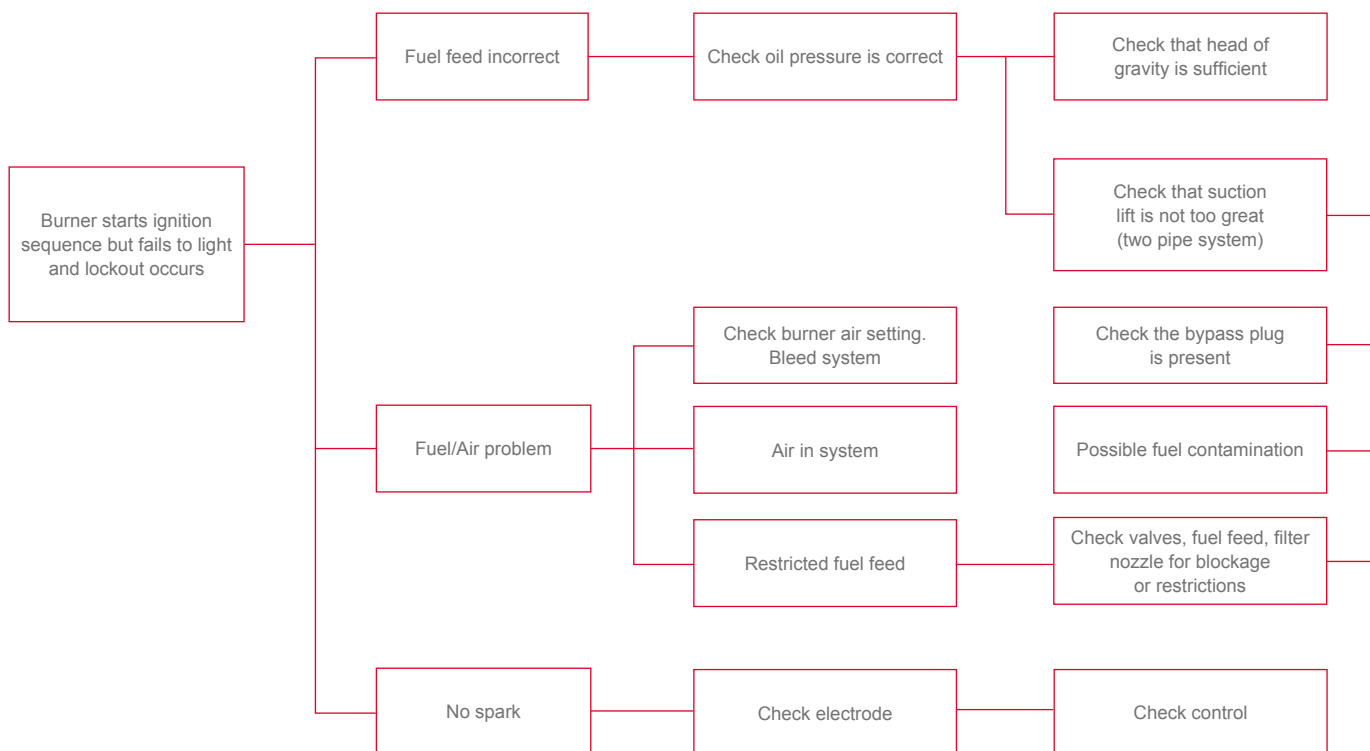 Fuel feed incorrect
Check oil pressure is correct
Check that head of
gravity is sufficient
Burner starts ignition
sequence but fails to light
and lockout occurs
Check that suction
lift is not too great
(two pipe system)
Check burner air setting.
Bleed system
Check the bypass plug
is present
Fuel/Air problem
Air in system
Possible fuel contamination
Restricted fuel feed
Check valves, fuel feed, filter
nozzle for blockage
or restrictions
No spark
Check electrode
Check control